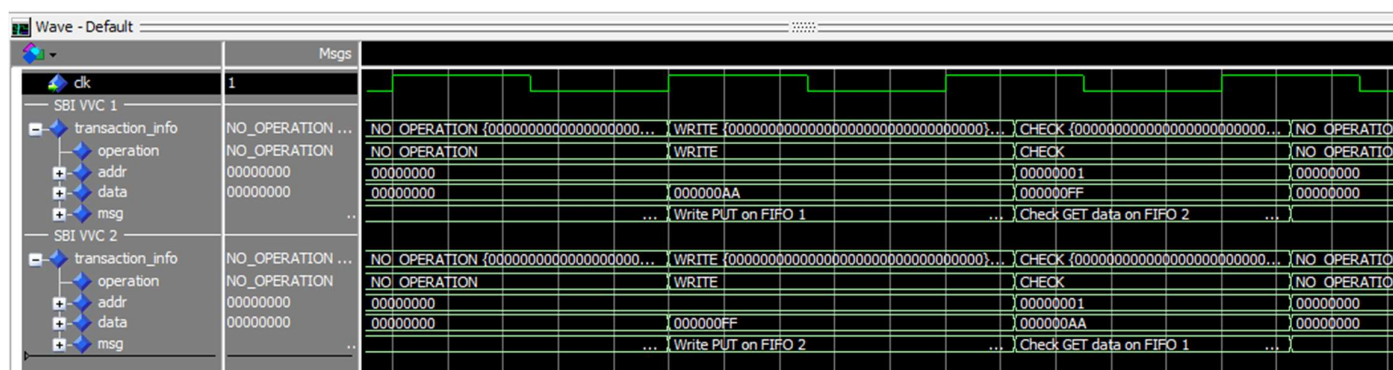 Wave - Default
Msgs
clk 1
SBI VVC 1
transaction_info NO_OPERATION ... NO_OPERATION {0000000000000000000... WRITE {00000000000000000000000000000000}... CHECK {000000000000000000000000... NO_OPERATIO
operation NO_OPERATION NO_OPERATION WRITE CHECK NO_OPERATIO
addr 00000000 00000000 00000001 00000000
data 00000000 00000000 000000AA 000000FF 00000000
msg .. ... Write PUT on FIFO 1 ... Check GET data on FIFO 2 ...
SBI VVC 2
transaction_info NO_OPERATION ... NO_OPERATION {0000000000000000000... WRITE {00000000000000000000000000000000}... CHECK {000000000000000000000000... NO_OPERATIO
operation NO_OPERATION NO_OPERATION WRITE CHECK NO_OPERATIO
addr 00000000 00000000 00000001 00000000
data 00000000 00000000 000000FF 000000AA 00000000
msg .. ... Write PUT on FIFO 2 ... Check GET data on FIFO 1 ...